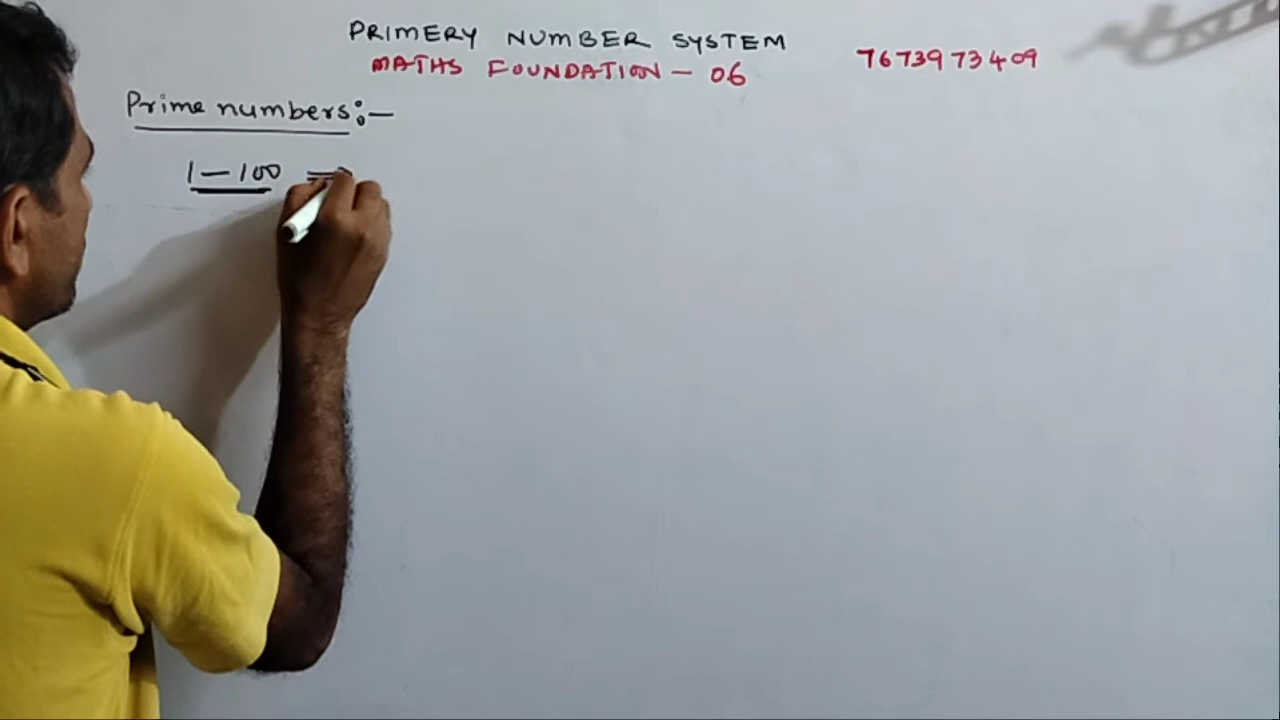 PRIMERY NUMBER SYSTEM
MATHS FOUNDATION - 06
7673973409
Prime numbers:-
1 - 100 ⇒